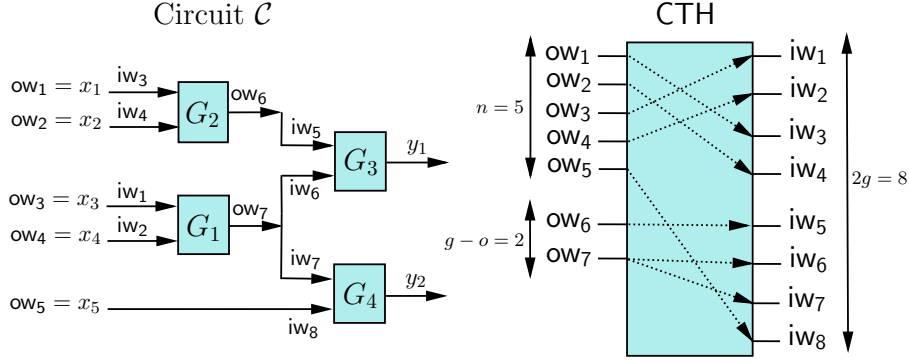 Circuit C
ow₁ = x₁
iw₃
ow₂ = x₂
iw₄
G₂
ow₆
iw₅
G₃
y₁
iw₆
ow₃ = x₃
iw₁
ow₄ = x₄
iw₂
G₁
ow₇
iw₇
G₄
y₂
ow₅ = x₅
iw₈
CTH
n = 5
ow₁
ow₂
ow₃
ow₄
ow₅
g − o = 2
ow₆
ow₇
iw₁
iw₂
iw₃
iw₄
iw₅
iw₆
iw₇
iw₈
2g = 8